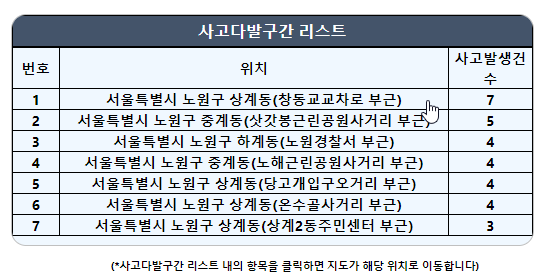 사고다발구간 리스트
번호 위치 사고발생건수
1 서울특별시 노원구 상계동(창동교교차로 부근) 7
2 서울특별시 노원구 중계동(삿갓봉근린공원사거리 부근) 5
3 서울특별시 노원구 하계동(노원경찰서 부근) 4
4 서울특별시 노원구 중계동(노해근린공원사거리 부근) 4
5 서울특별시 노원구 상계동(당고개입구오거리 부근) 4
6 서울특별시 노원구 상계동(온수골사거리 부근) 4
7 서울특별시 노원구 상계동(상계2동주민센터 부근) 3
(*사고다발구간 리스트 내의 항목을 클릭하면 지도가 해당 위치로 이동합니다)